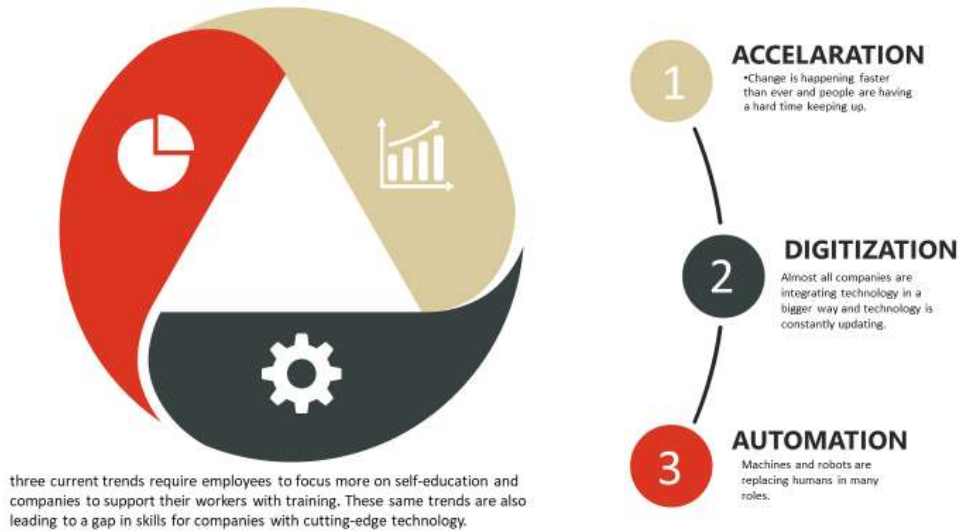 1
ACCELARATION
•Change is happening faster
than ever and people are having
a hard time keeping up.
2
DIGITIZATION
Almost all companies are
integrating technology in a
bigger way and technology is
constantly updating.
3
AUTOMATION
Machines and robots are
replacing humans in many
roles.
three current trends require employees to focus more on self-education and
companies to support their workers with training. These same trends are also
leading to a gap in skills for companies with cutting-edge technology.